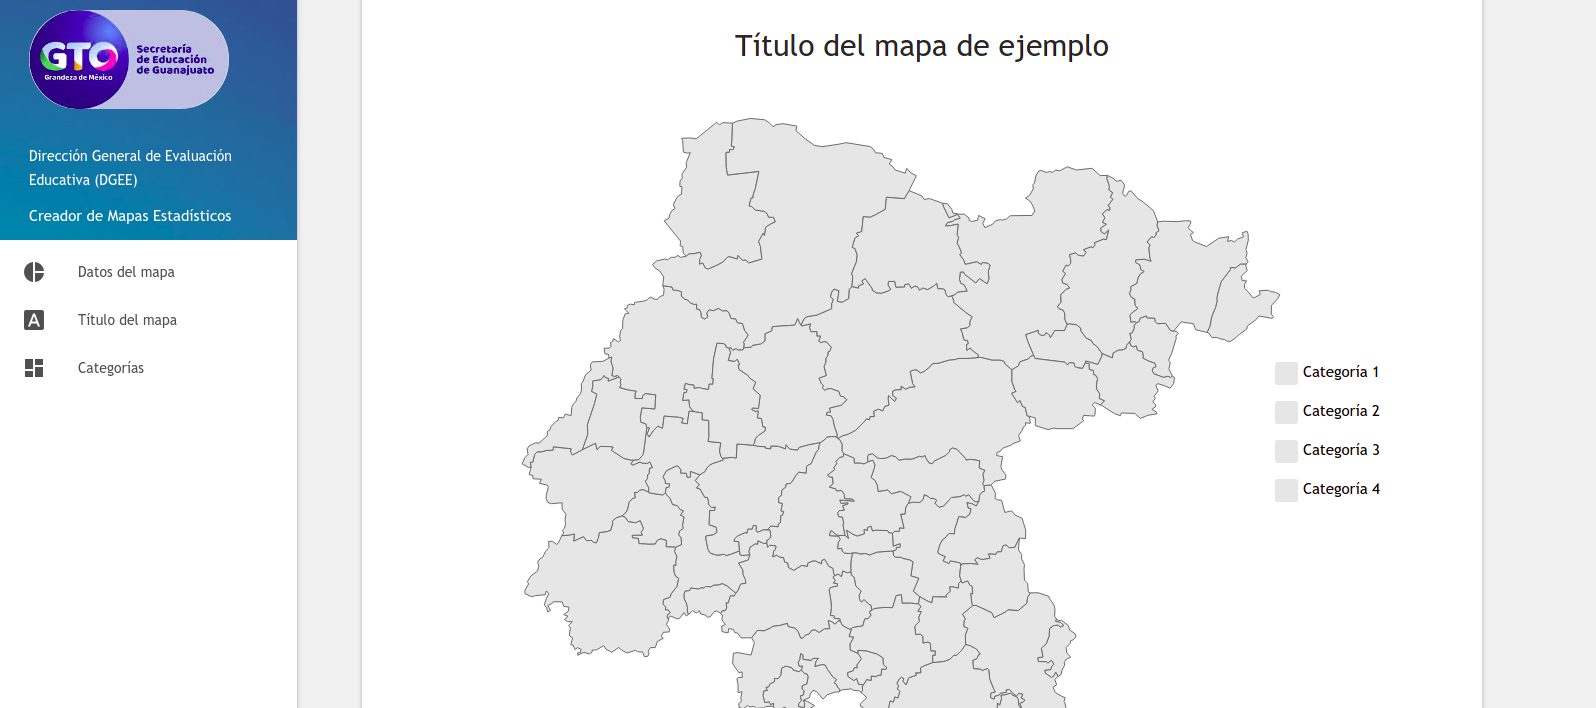 GTO
Grandeza de México
Secretaría
de Educación
de Guanajuato
Dirección General de Evaluación
Educativa (DGEE)
Creador de Mapas Estadísticos
Datos del mapa
A
Título del mapa
Categorías
Título del mapa de ejemplo
Categoría 1
Categoría 2
Categoría 3
Categoría 4